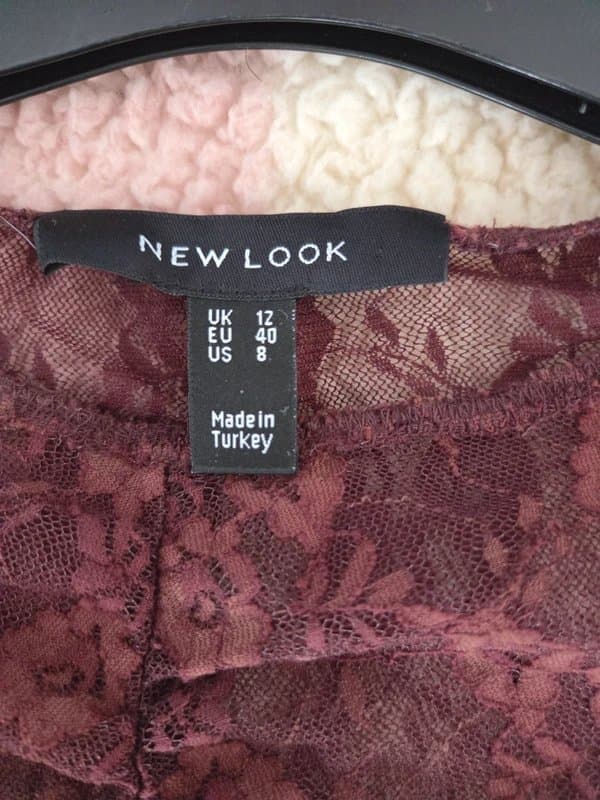 NEW LOOK
UK 12
EU 40
US 8
Made in
Turkey